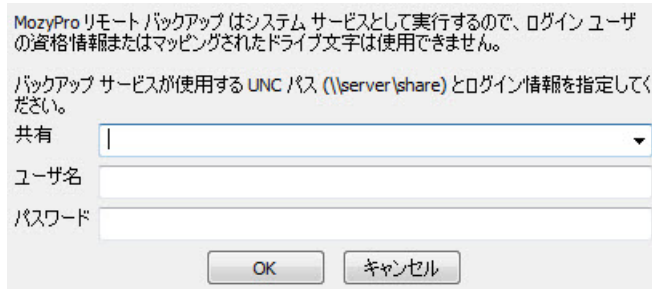 MozyPro リモート バックアップ はシステム サービスとして実行するので、ログイン ユーザ
の資格情報またはマッピングされたドライブ文字は使用できません。
バックアップ サービスが使用する UNC パス (\\server\share) とログイン情報を指定してく
ださい。
共有
ユーザ名
パスワード
OK
キャンセル